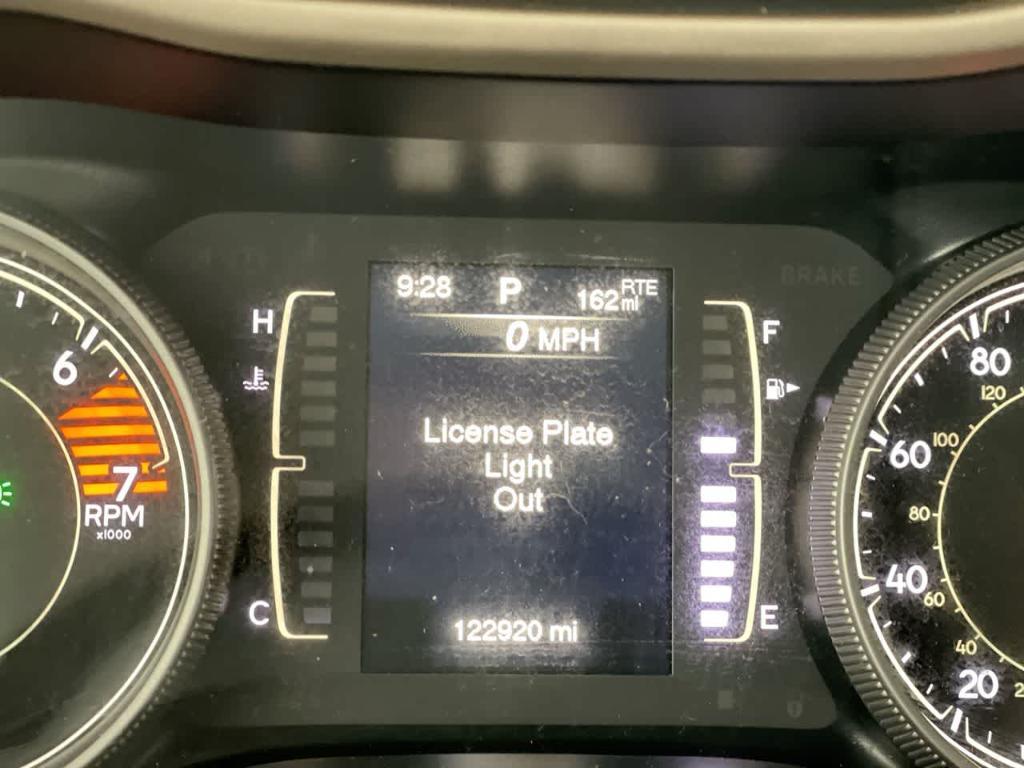 9:28 P 162 mi RTE
0 MPH
License Plate
Light
Out
122920 mi
H
C
F
E
BRAKE
6
7
RPM
x1000
80
120
60
100
80
40
60
40
20